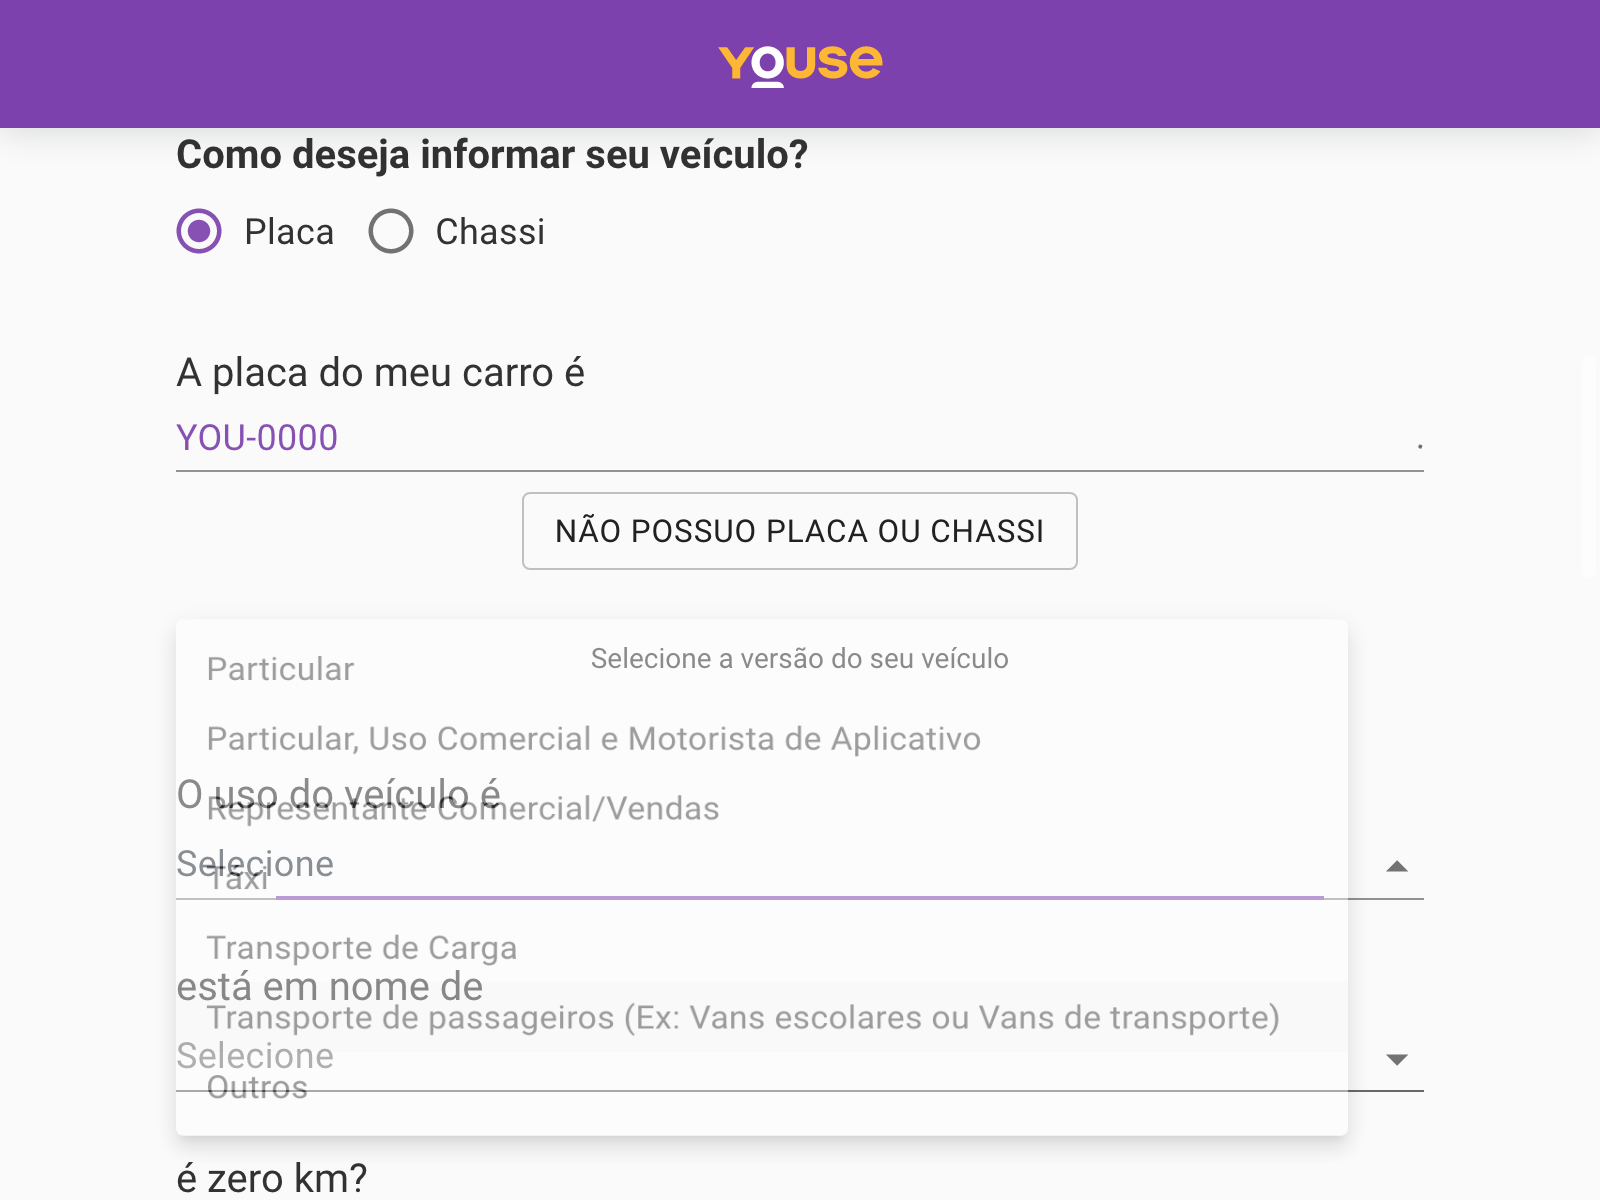 YOUSE
Como deseja informar seu veículo?
Placa
Chassi
A placa do meu carro é
YOU-0000
.
NÃO POSSUO PLACA OU CHASSI
Selecione a versão do seu veículo
Particular
Particular, Uso Comercial e Motorista de Aplicativo
O uso do veículo é
Representante Comercial/Vendas
Selecione
Táxi
Transporte de Carga
está em nome de
Transporte de passageiros (Ex: Vans escolares ou Vans de transporte)
Selecione
Outros
é zero km?